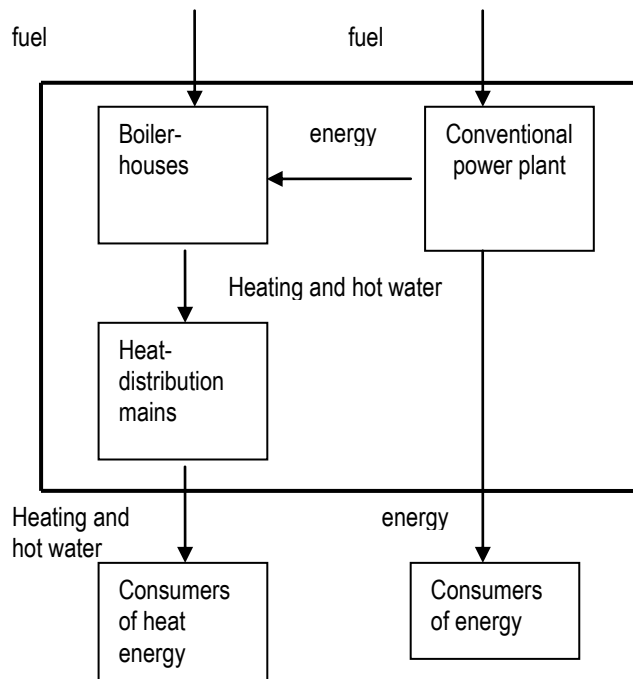 fuel
fuel
Boiler-
houses
energy
Conventional
power plant
Heating and hot water
Heat-
distribution
mains
Heating and
hot water
energy
Consumers
of heat
energy
Consumers
of energy